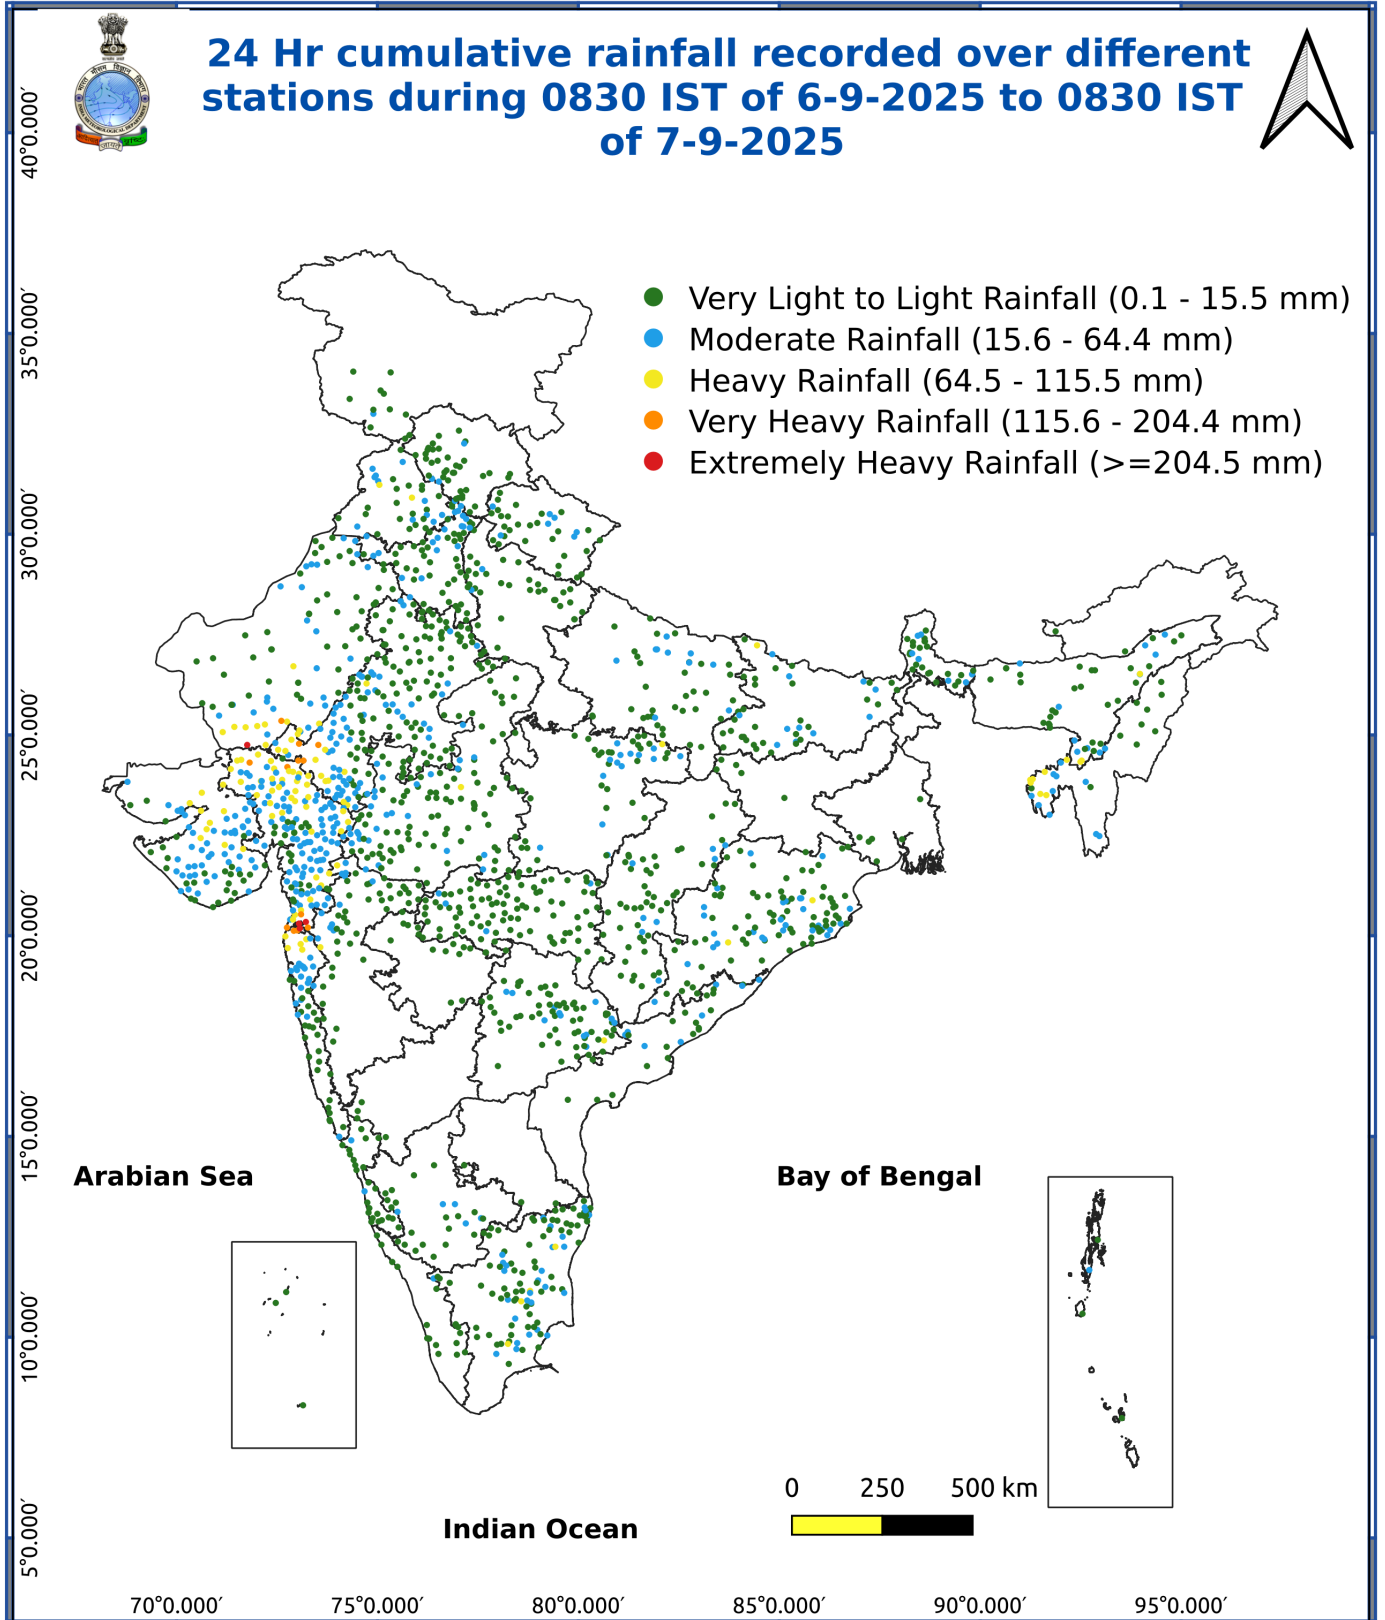 24 Hr cumulative rainfall recorded over different
stations during 0830 IST of 6-9-2025 to 0830 IST
of 7-9-2025
Very Light to Light Rainfall (0.1 - 15.5 mm)
Moderate Rainfall (15.6 - 64.4 mm)
Heavy Rainfall (64.5 - 115.5 mm)
Very Heavy Rainfall (115.6 - 204.4 mm)
Extremely Heavy Rainfall (>=204.5 mm)
40°0.000′
35°0.000′
30°0.000′
25°0.000′
20°0.000′
15°0.000′
10°0.000′
5°0.000′
Arabian Sea
Bay of Bengal
Indian Ocean
0 250 500 km
70°0.000′ 75°0.000′ 80°0.000′ 85°0.000′ 90°0.000′ 95°0.000′